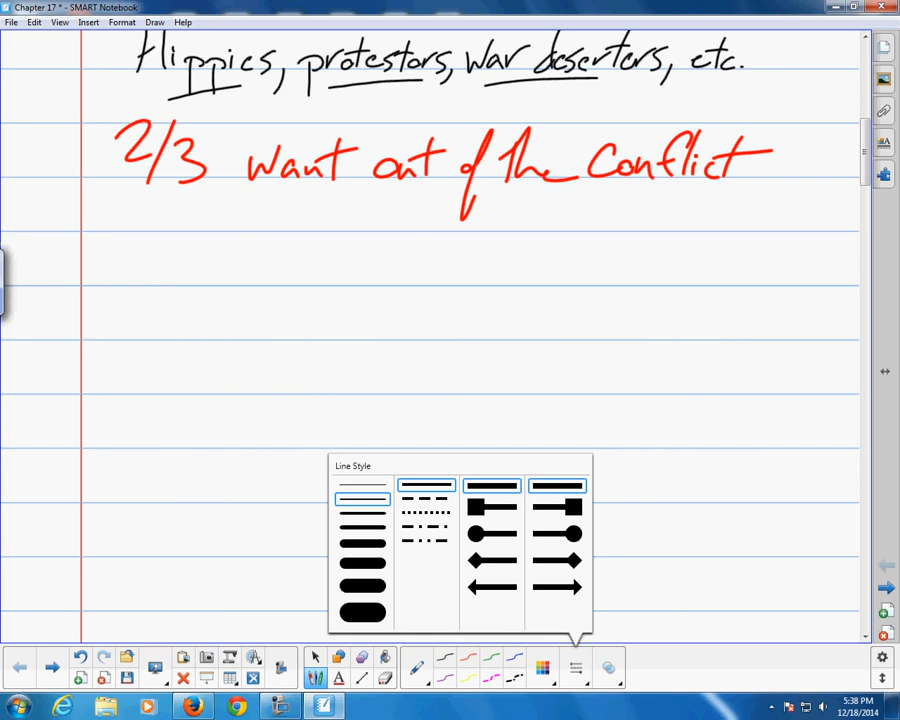 Chapter 17 * - SMART Notebook
File Edit View Insert Format Draw Help
Hippies, protestors, war deserters, etc.
2/3 want out of the conflict
Line Style
5:38 PM
12/18/2014